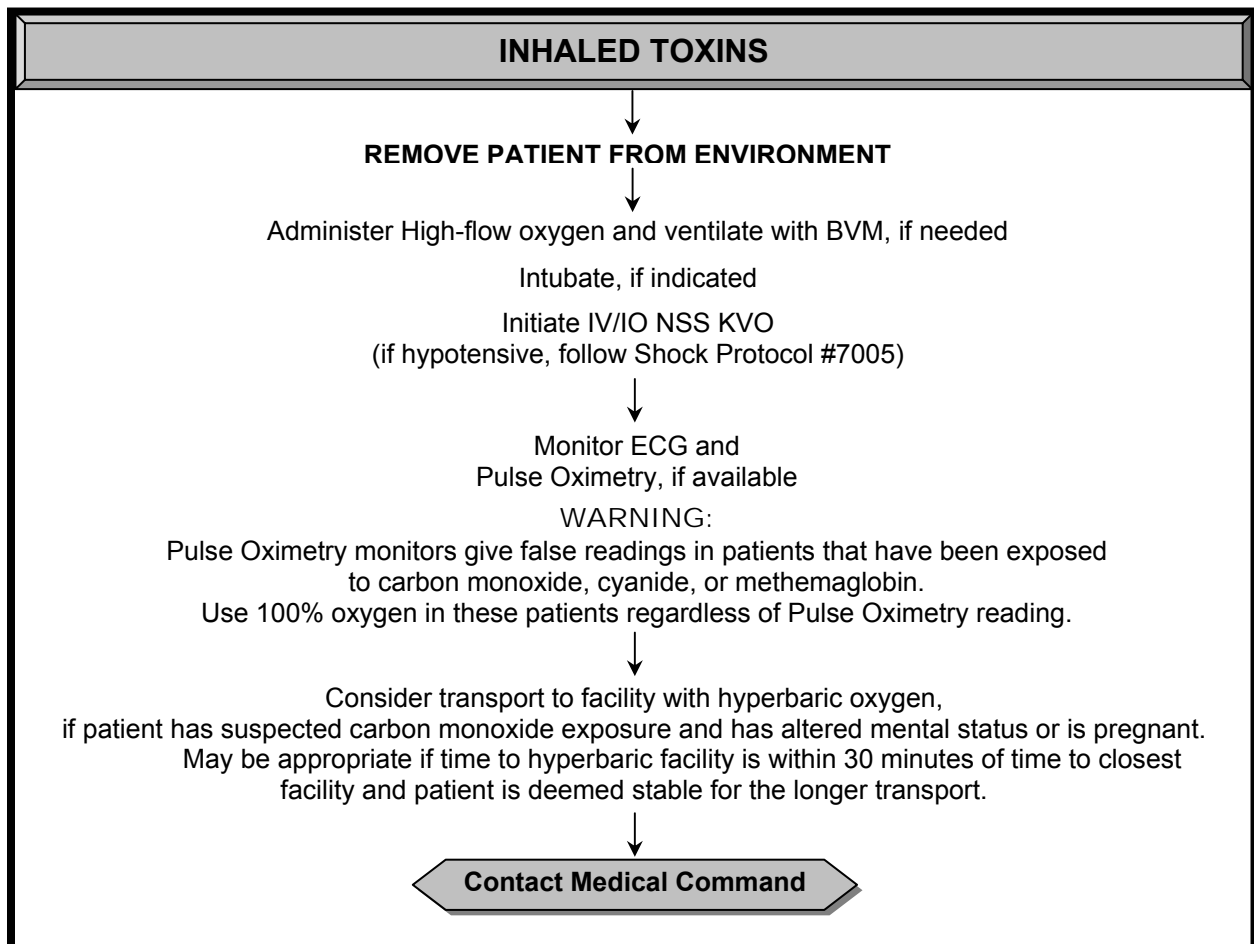 INHALED TOXINS
REMOVE PATIENT FROM ENVIRONMENT
Administer High-flow oxygen and ventilate with BVM, if needed
Intubate, if indicated
Initiate IV/IO NSS KVO
(if hypotensive, follow Shock Protocol #7005)
Monitor ECG and
Pulse Oximetry, if available
WARNING:
Pulse Oximetry monitors give false readings in patients that have been exposed
to carbon monoxide, cyanide, or methemaglobin.
Use 100% oxygen in these patients regardless of Pulse Oximetry reading.
Consider transport to facility with hyperbaric oxygen,
if patient has suspected carbon monoxide exposure and has altered mental status or is pregnant.
May be appropriate if time to hyperbaric facility is within 30 minutes of time to closest
facility and patient is deemed stable for the longer transport.
Contact Medical Command